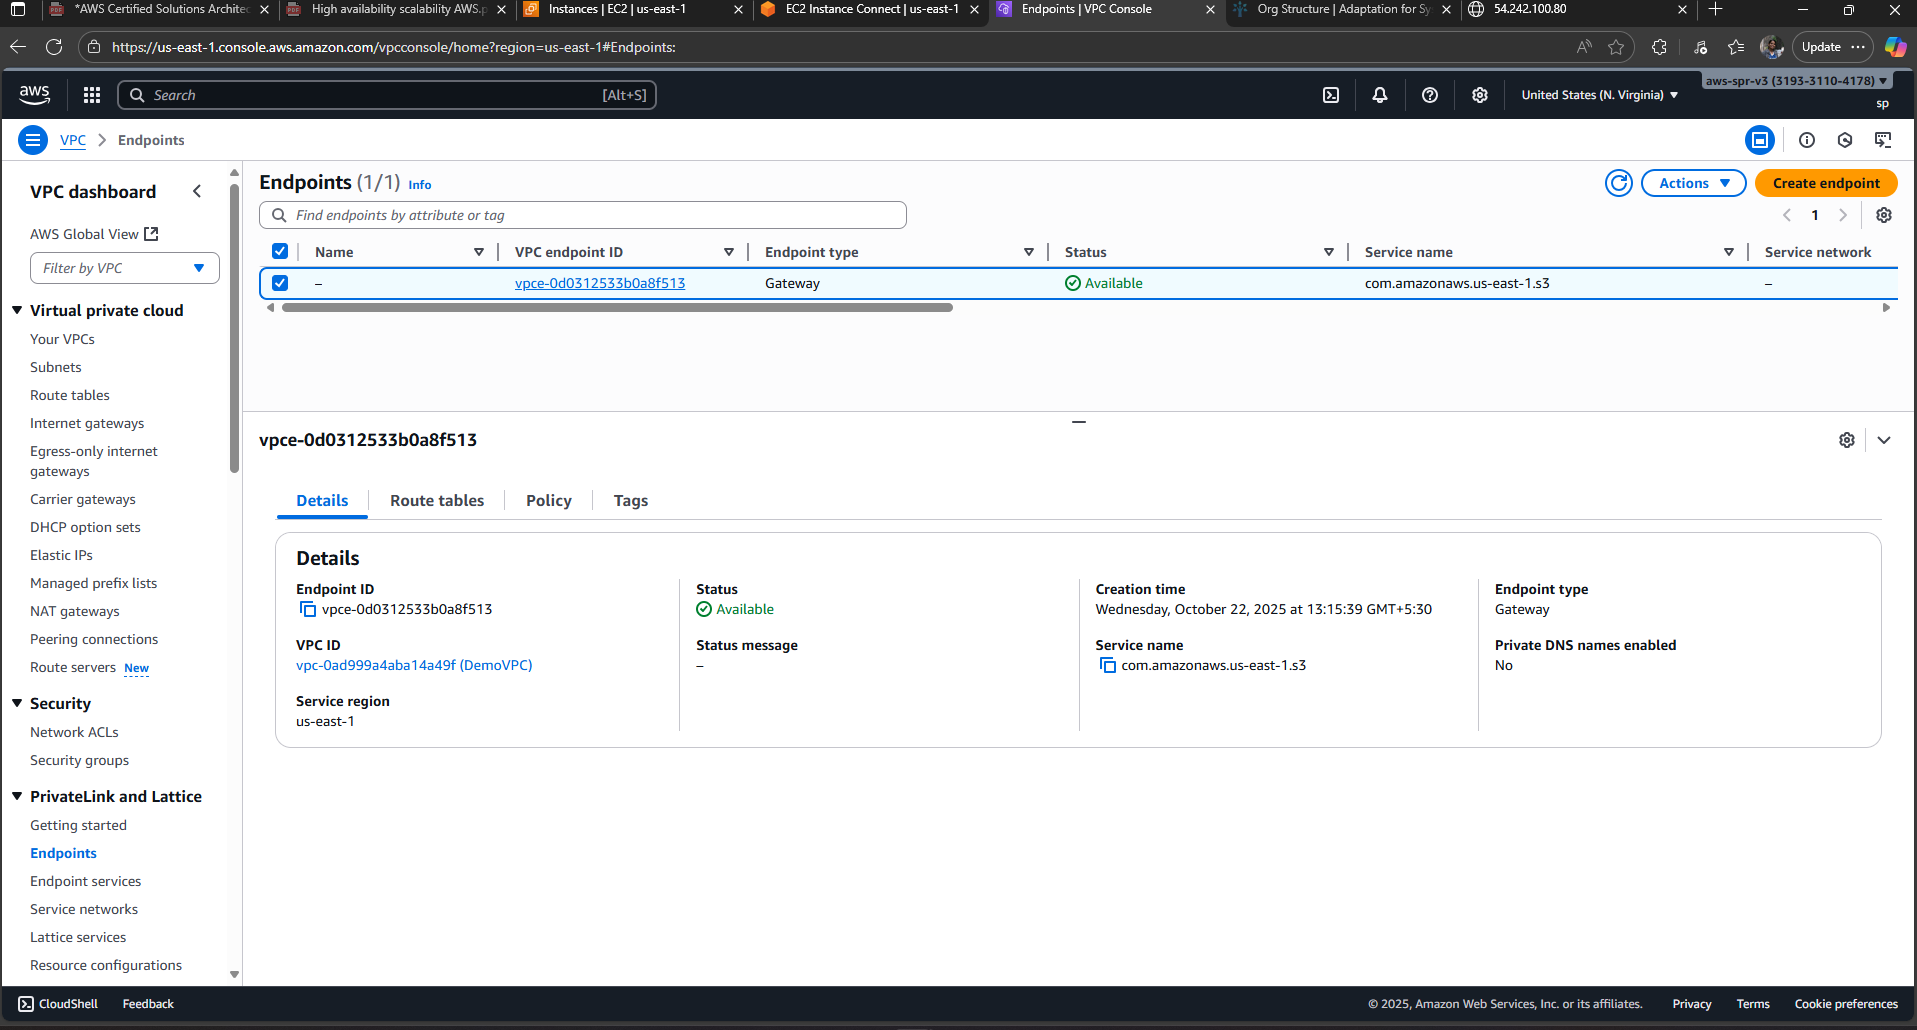 *AWS Certified Solutions Architec
High availability scalability AWS.p
Instances | EC2 | us-east-1
EC2 Instance Connect | us-east-1
Endpoints | VPC Console
Org Structure | Adaptation for Sy
54.242.100.80
https://us-east-1.console.aws.amazon.com/vpcconsole/home?region=us-east-1#Endpoints:
Update
aws
Search
[Alt+S]
United States (N. Virginia)
aws-spr-v3 (3193-3110-4178)
sp
VPC
Endpoints
VPC dashboard
AWS Global View
Filter by VPC
Virtual private cloud
Your VPCs
Subnets
Route tables
Internet gateways
Egress-only internet
gateways
Carrier gateways
DHCP option sets
Elastic IPs
Managed prefix lists
NAT gateways
Peering connections
Route servers New
Security
Network ACLs
Security groups
PrivateLink and Lattice
Getting started
Endpoints
Endpoint services
Service networks
Lattice services
Resource configurations
Endpoints (1/1) Info
Actions
Create endpoint
Find endpoints by attribute or tag
1
Name VPC endpoint ID Endpoint type Status Service name Service network
– vpce-0d0312533b0a8f513 Gateway Available com.amazonaws.us-east-1.s3 –
vpce-0d0312533b0a8f513
Details Route tables Policy Tags
Details
Endpoint ID
vpce-0d0312533b0a8f513
VPC ID
vpc-0ad999a4aba14a49f (DemoVPC)
Service region
us-east-1
Status
Available
Status message
–
Creation time
Wednesday, October 22, 2025 at 13:15:39 GMT+5:30
Service name
com.amazonaws.us-east-1.s3
Endpoint type
Gateway
Private DNS names enabled
No
CloudShell
Feedback
© 2025, Amazon Web Services, Inc. or its affiliates.
Privacy
Terms
Cookie preferences